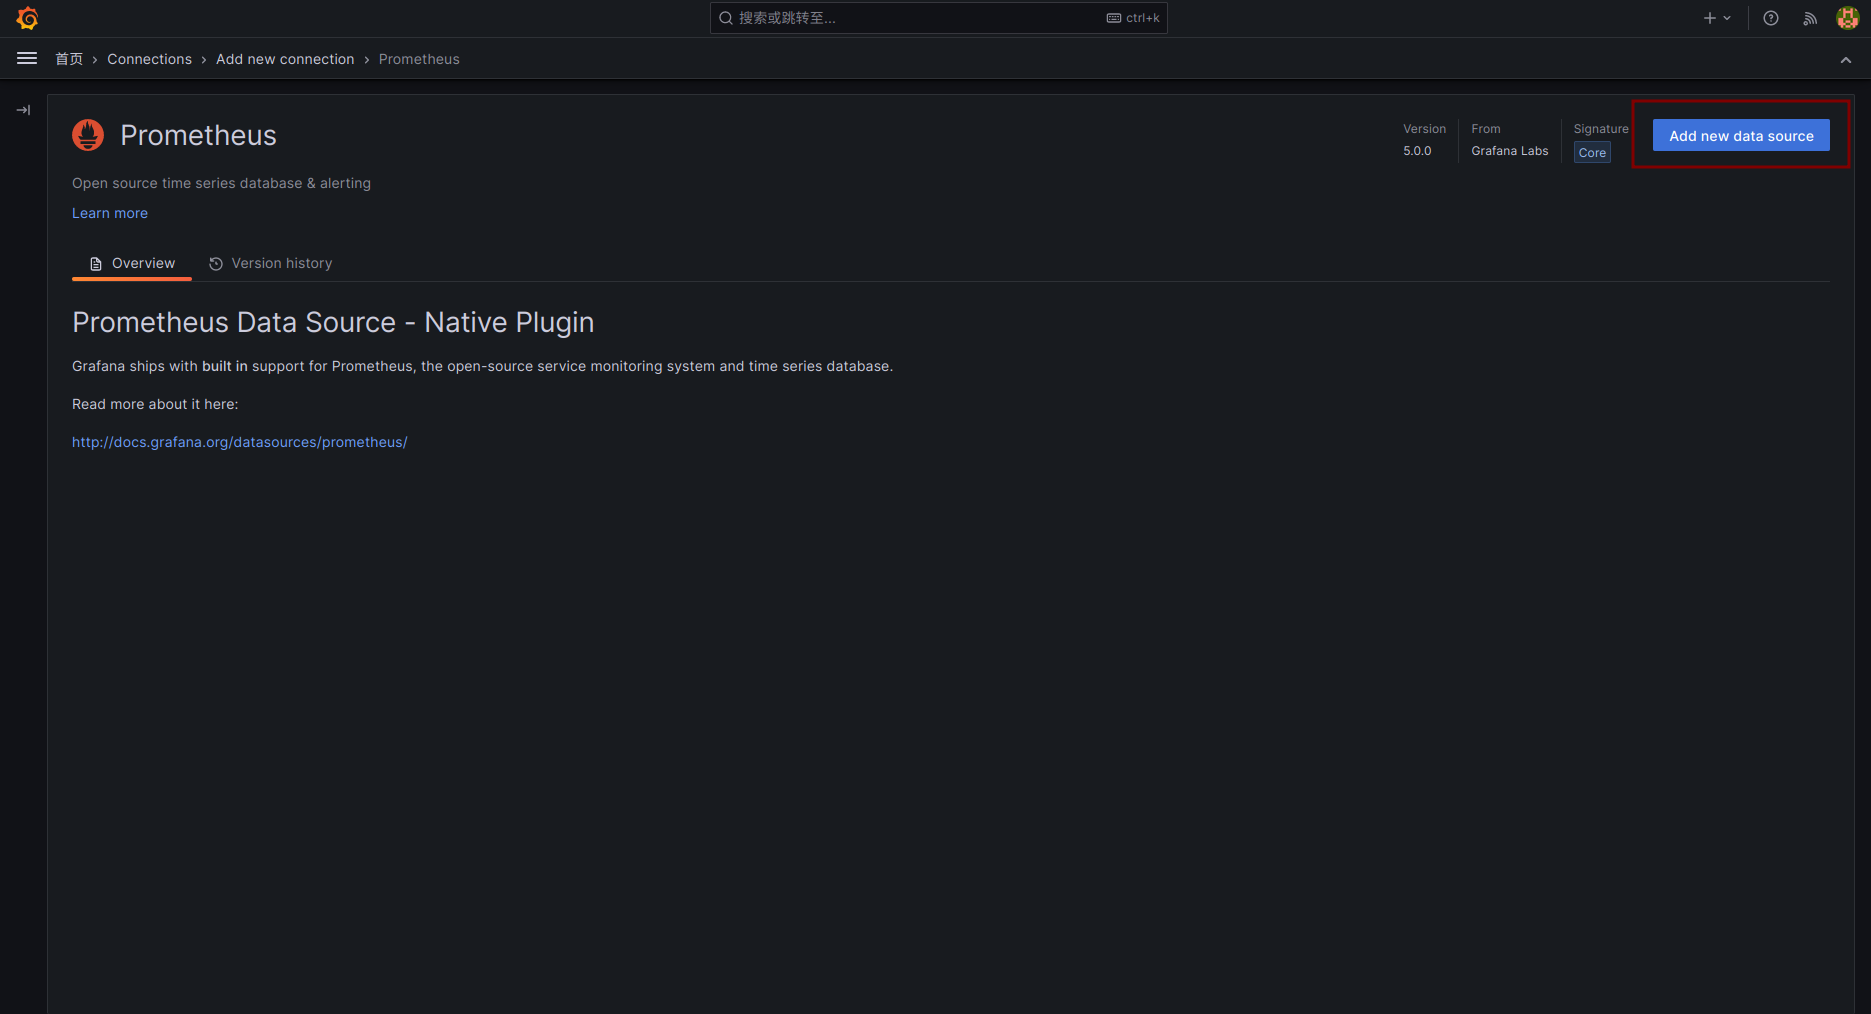 搜索或跳转至...
ctrl+k
首页 › Connections › Add new connection › Prometheus
Prometheus
Version
5.0.0
From
Grafana Labs
Signature
Core
Add new data source
Open source time series database & alerting
Learn more
Overview
Version history
Prometheus Data Source - Native Plugin
Grafana ships with built in support for Prometheus, the open-source service monitoring system and time series database.
Read more about it here:
http://docs.grafana.org/datasources/prometheus/